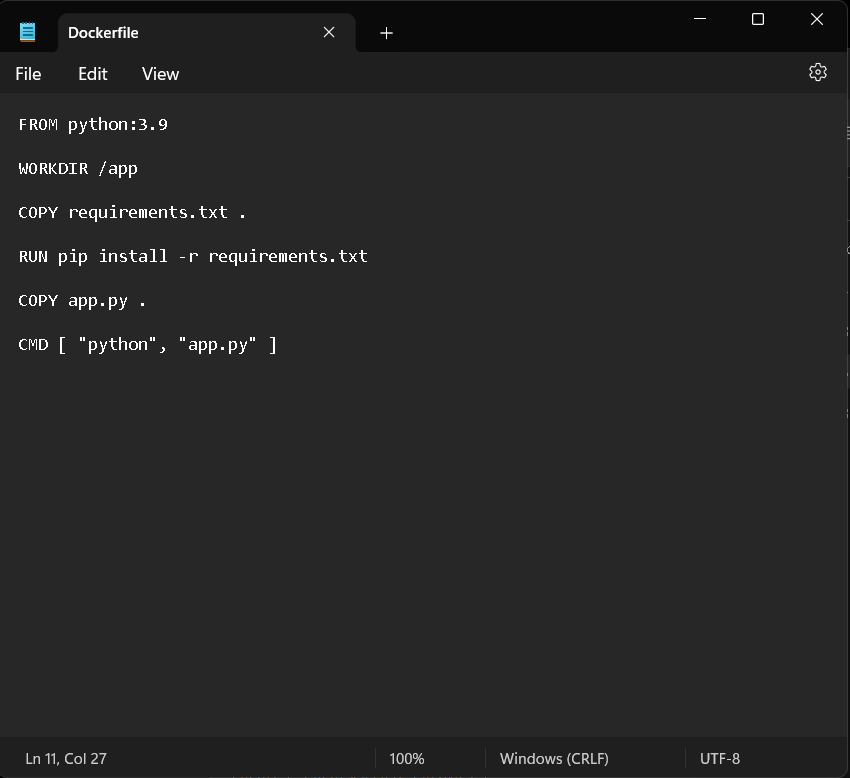 Dockerfile
File Edit View
FROM python:3.9
WORKDIR /app
COPY requirements.txt .
RUN pip install -r requirements.txt
COPY app.py .
CMD [ "python", "app.py" ]
Ln 11, Col 27 100% Windows (CRLF) UTF-8